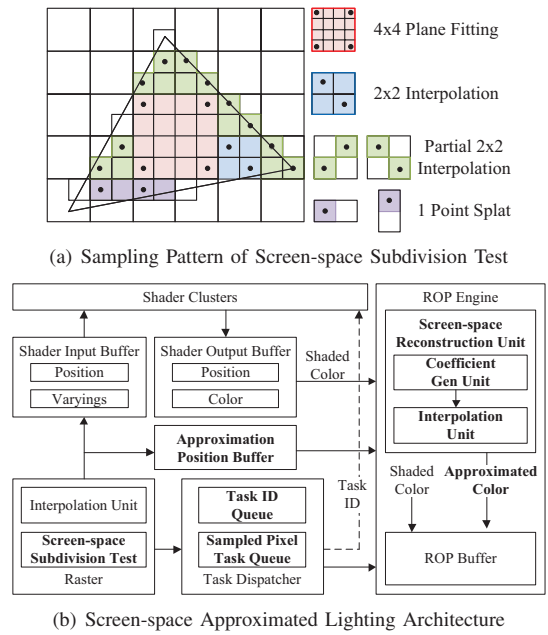 4x4 Plane Fitting
2x2 Interpolation
Partial 2x2
Interpolation
1 Point Splat
(a) Sampling Pattern of Screen-space Subdivision Test
Shader Clusters
Shader Input Buffer
Position
Varyings
Shader Output Buffer
Position
Color
Shaded
Color
Approximation
Position Buffer
Interpolation Unit
Screen-space
Subdivision Test
Raster
Task ID
Queue
Sampled Pixel
Task Queue
Task Dispatcher
Task
ID
ROP Engine
Screen-space
Reconstruction Unit
Coefficient
Gen Unit
Interpolation
Unit
Shaded
Color
Approximated
Color
ROP Buffer
(b) Screen-space Approximated Lighting Architecture